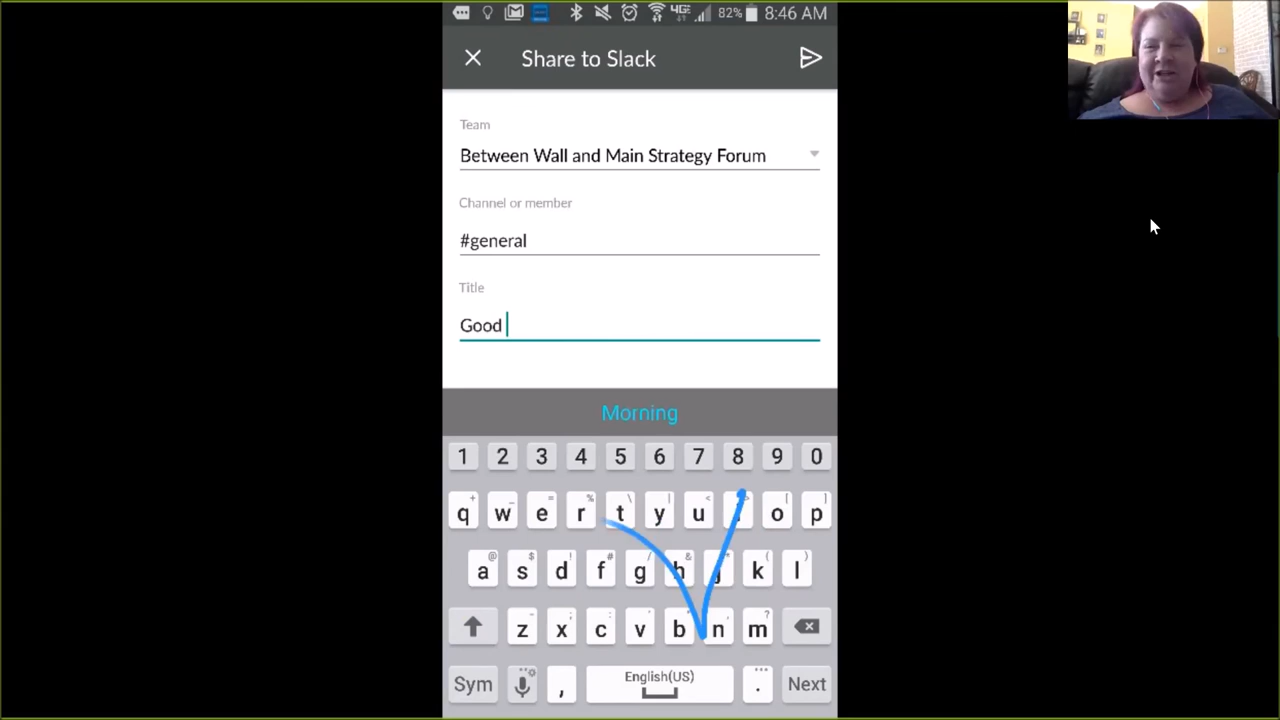 82% 8:46 AM
Share to Slack
Team
Between Wall and Main Strategy Forum
Channel or member
#general
Title
Good
Morning
1 2 3 4 5 6 7 8 9 0
q w e r t y u i o p
a s d f g h j k l
z x c v b n m
Sym , English(US) . Next